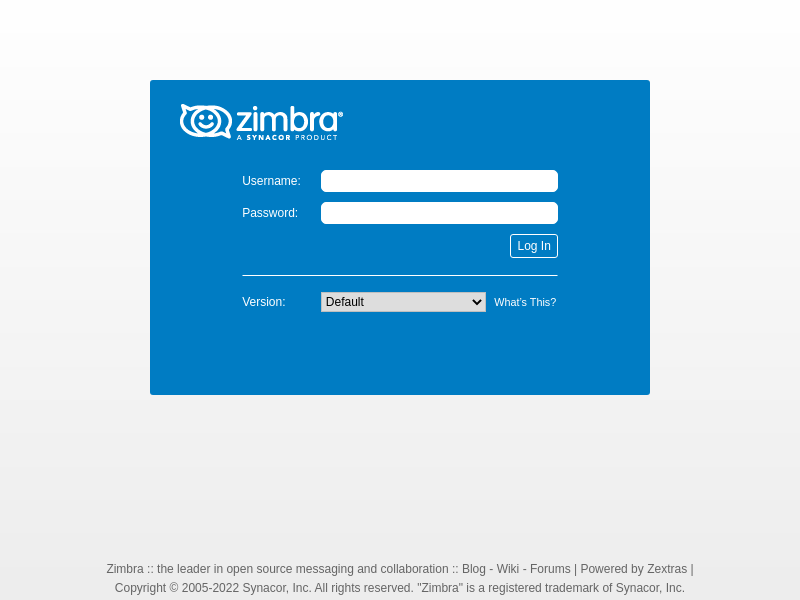 zimbra®
A SYNACOR PRODUCT
Username:
Password:
Log In
Version:
Default
What's This?
Zimbra :: the leader in open source messaging and collaboration :: Blog - Wiki - Forums | Powered by Zextras |
Copyright © 2005-2022 Synacor, Inc. All rights reserved. "Zimbra" is a registered trademark of Synacor, Inc.